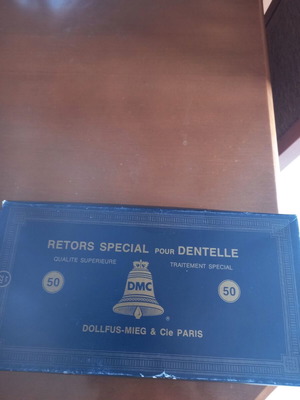 RETORS SPECIAL POUR DENTELLE
QUALITE SUPERIEURE TRAITEMENT SPECIAL
50 DMC 50
®
DOLLFUS-MIEG & Cie PARIS